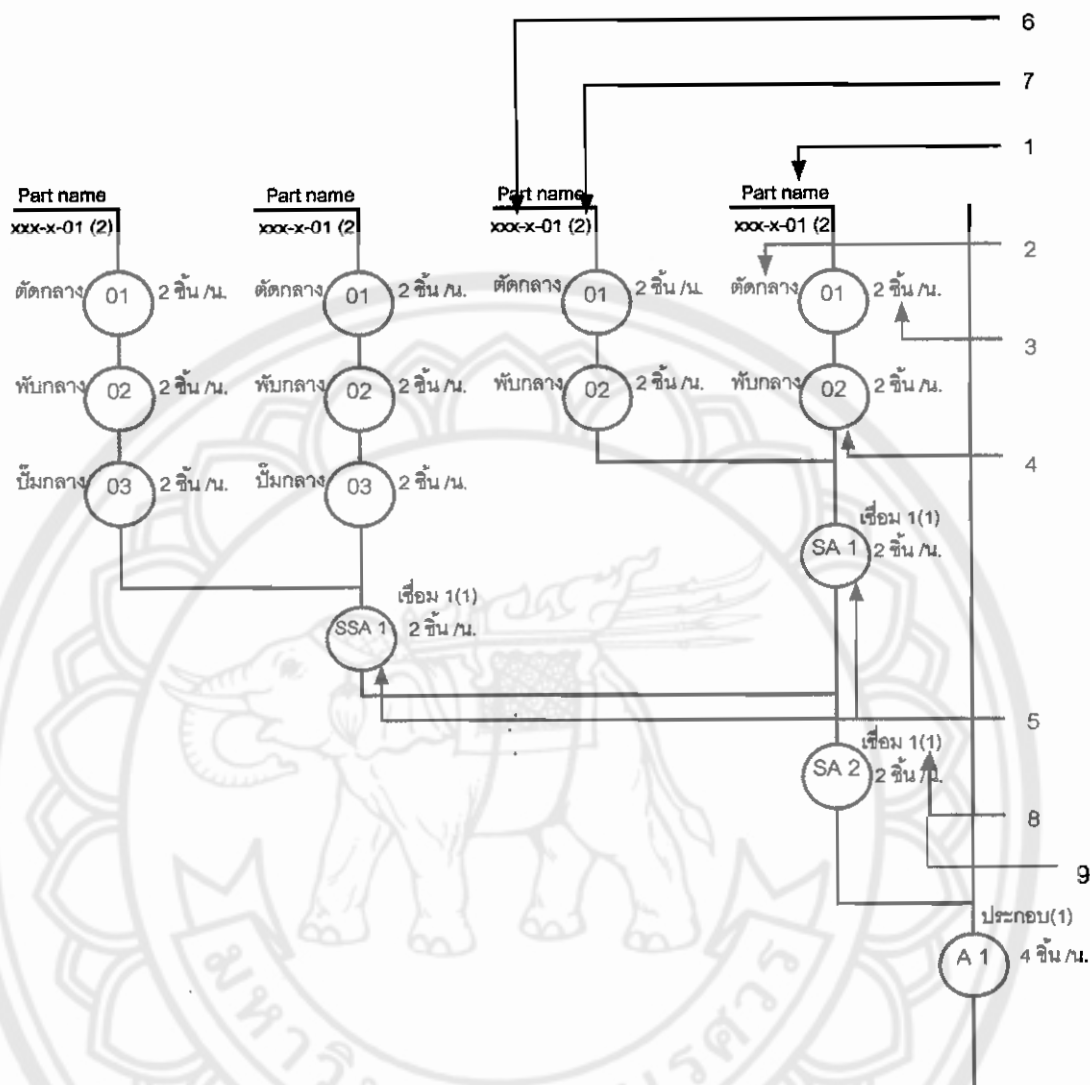 6
7
1
Part name Part name Part name Part name
xxx-x-01 (2) xxx-x-01 (2 xxx-x-01 (2) xxx-x-01 (2
2
ตัดกลาง 01 2 ชิ้น /น. ตัดกลาง 01 2 ชิ้น /น. ตัดกลาง 01 2 ชิ้น /น. ตัดกลาง 01 2 ชิ้น /น.
3
พับกลาง 02 2 ชิ้น /น. พับกลาง 02 2 ชิ้น /น. พับกลาง 02 2 ชิ้น /น. พับกลาง 02 2 ชิ้น /น.
4
ปั๊มกลาง 03 2 ชิ้น /น. ปั๊มกลาง 03 2 ชิ้น /น.
เชื่อม 1(1)
SA 1 2 ชิ้น /น.
เชื่อม 1(1)
SSA 1 2 ชิ้น /น.
5
เชื่อม 1(1)
SA 2 2 ชิ้น /น.
8
9
ประกอบ(1)
A 1 4 ชิ้น /น.